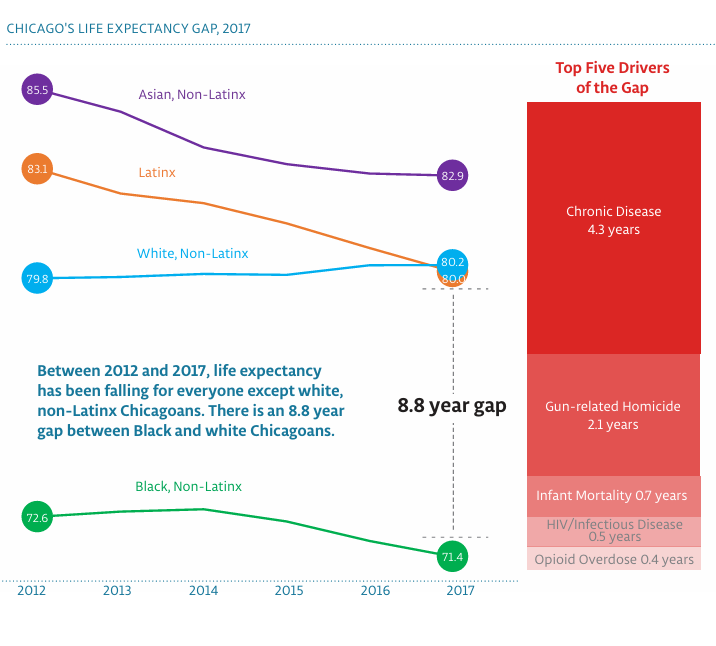 CHICAGO'S LIFE EXPECTANCY GAP, 2017
Top Five Drivers
of the Gap
85.5
Asian, Non-Latinx
83.1
Latinx
82.9
Chronic Disease
4.3 years
White, Non-Latinx
79.8
80.2
80.0
Between 2012 and 2017, life expectancy
has been falling for everyone except white,
non-Latinx Chicagoans. There is an 8.8 year
gap between Black and white Chicagoans.
8.8 year gap
Gun-related Homicide
2.1 years
Black, Non-Latinx
72.6
71.4
Infant Mortality 0.7 years
HIV/Infectious Disease
0.5 years
Opioid Overdose 0.4 years
2012
2013
2014
2015
2016
2017